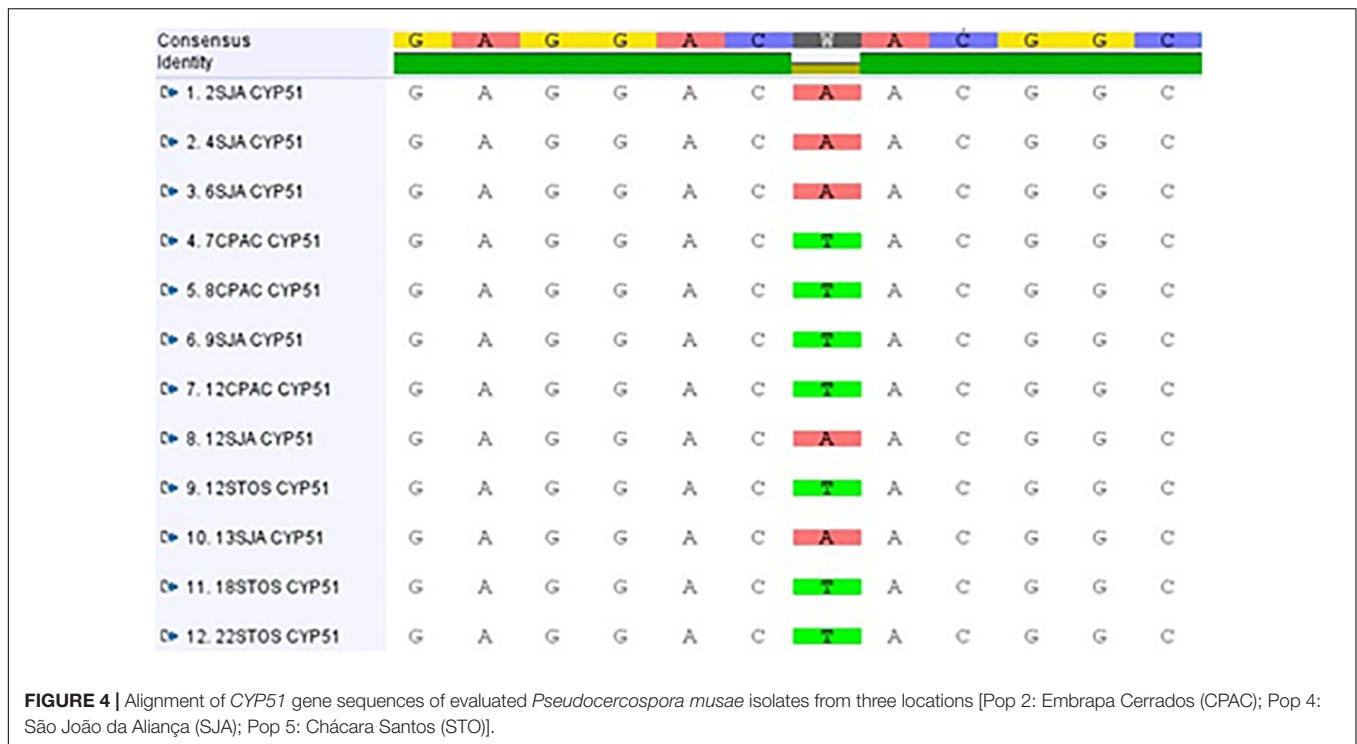 Consensus G A G G A C W A C G G C
Identity
1. 2SJA CYP51 G A G G A C A A C G G C
2. 4SJA CYP51 G A G G A C A A C G G C
3. 6SJA CYP51 G A G G A C A A C G G C
4. 7CPAC CYP51 G A G G A C T A C G G C
5. 8CPAC CYP51 G A G G A C T A C G G C
6. 9SJA CYP51 G A G G A C T A C G G C
7. 12CPAC CYP51 G A G G A C T A C G G C
8. 12SJA CYP51 G A G G A C A A C G G C
9. 12STOS CYP51 G A G G A C T A C G G C
10. 13SJA CYP51 G A G G A C A A C G G C
11. 18STOS CYP51 G A G G A C T A C G G C
12. 22STOS CYP51 G A G G A C T A C G G C
FIGURE 4 | Alignment of CYP51 gene sequences of evaluated Pseudocercospora musae isolates from three locations [Pop 2: Embrapa Cerrados (CPAC); Pop 4:
São João da Aliança (SJA); Pop 5: Chácara Santos (STO)].